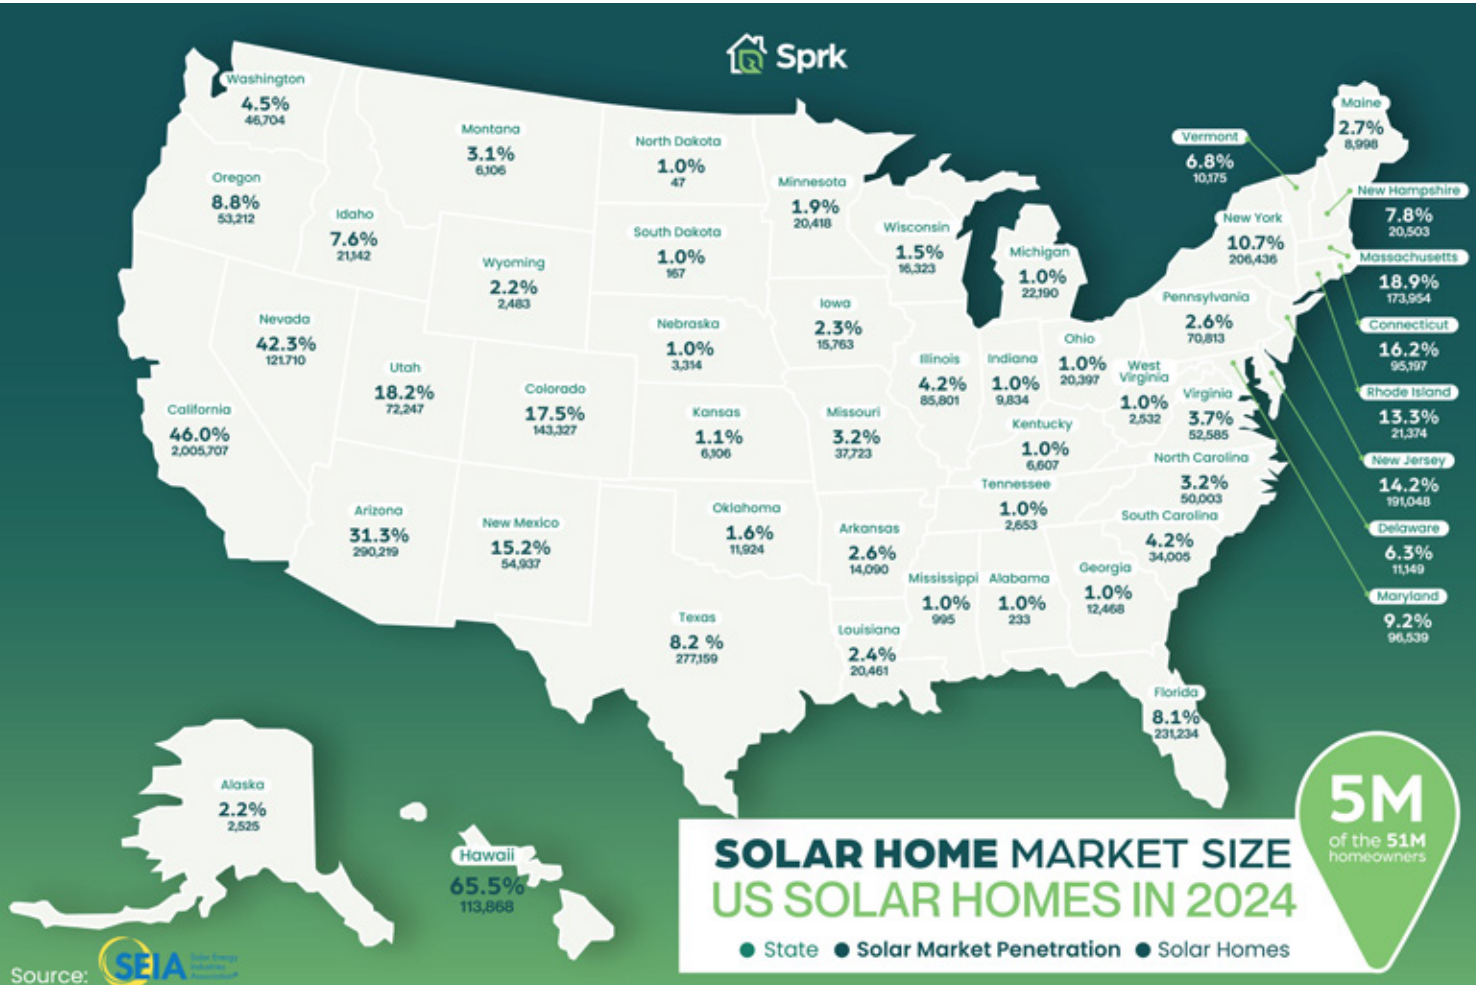 Sprk
Washington
4.5%
46,704
Montana
3.1%
6,106
North Dakota
1.0%
47
Minnesota
1.9%
20,418
Maine
2.7%
8,998
Vermont
6.8%
10,175
Oregon
8.8%
53,212
Idaho
7.6%
21,142
Wyoming
2.2%
2,483
South Dakota
1.0%
167
Wisconsin
1.5%
16,323
Michigan
1.0%
22,190
New York
10.7%
206,436
New Hampshire
7.8%
20,503
Massachusetts
18.9%
173,954
Connecticut
16.2%
95,197
Rhode Island
13.3%
21,374
New Jersey
14.2%
191,048
Delaware
6.3%
11,149
Maryland
9.2%
96,539
Nevada
42.3%
121,710
Utah
18.2%
72,247
Colorado
17.5%
143,327
Nebraska
1.0%
3,314
Iowa
2.3%
15,763
Illinois
4.2%
85,801
Indiana
1.0%
9,834
Ohio
1.0%
20,397
Pennsylvania
2.6%
70,813
West
Virginia
1.0%
2,532
Virginia
3.7%
52,585
California
46.0%
2,005,707
Kansas
1.1%
6,106
Missouri
3.2%
37,723
Kentucky
1.0%
6,607
North Carolina
3.2%
50,003
Tennessee
1.0%
2,653
South Carolina
4.2%
34,005
Arizona
31.3%
290,219
New Mexico
15.2%
54,937
Oklahoma
1.6%
11,924
Arkansas
2.6%
14,090
Mississippi
1.0%
995
Alabama
1.0%
233
Georgia
1.0%
12,468
Texas
8.2 %
277,159
Louisiana
2.4%
20,461
Florida
8.1%
231,234
Alaska
2.2%
2,525
Hawaii
65.5%
113,868
5M
of the 51M
homeowners
SOLAR HOME MARKET SIZE
US SOLAR HOMES IN 2024
State Solar Market Penetration Solar Homes
Source: SEIA Solar Energy
Industries
Association®